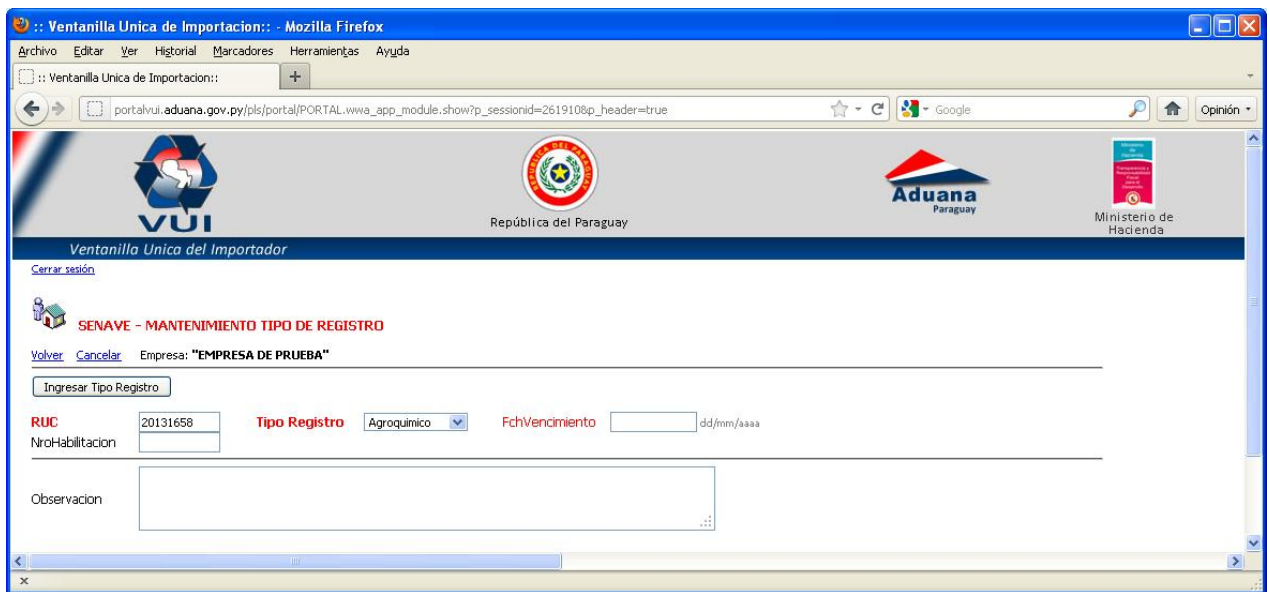 :: Ventanilla Unica de Importacion:: - Mozilla Firefox
Archivo Editar Ver Historial Marcadores Herramientas Ayuda
:: Ventanilla Unica de Importacion:: +
portalvui.aduana.gov.py/pls/portal/PORTAL.wwa_app_module.show?p_sessionid=261910&p_header=true Google Opinión
VUI
República del Paraguay
Aduana
Paraguay
Ministerio de
Hacienda
Ventanilla Unica del Importador
Cerrar sesión
SENAVE - MANTENIMIENTO TIPO DE REGISTRO
Volver Cancelar Empresa: "EMPRESA DE PRUEBA"
Ingresar Tipo Registro
RUC 20131658 Tipo Registro Agroquimico FchVencimiento dd/mm/aaaa
NroHabilitacion
Observacion
x